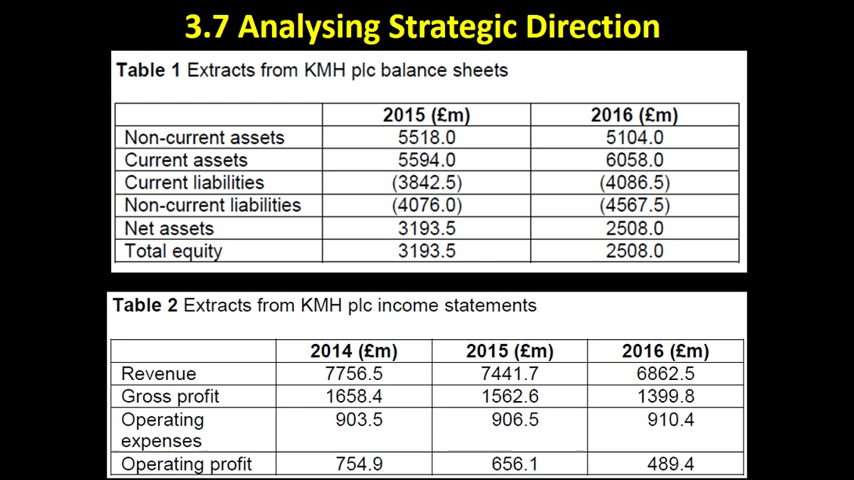 3.7 Analysing Strategic Direction
Table 1 Extracts from KMH plc balance sheets
2015 (£m) 2016 (£m)
Non-current assets 5518.0 5104.0
Current assets 5594.0 6058.0
Current liabilities (3842.5) (4086.5)
Non-current liabilities (4076.0) (4567.5)
Net assets 3193.5 2508.0
Total equity 3193.5 2508.0
Table 2 Extracts from KMH plc income statements
2014 (£m) 2015 (£m) 2016 (£m)
Revenue 7756.5 7441.7 6862.5
Gross profit 1658.4 1562.6 1399.8
Operating 903.5 906.5 910.4
expenses
Operating profit 754.9 656.1 489.4